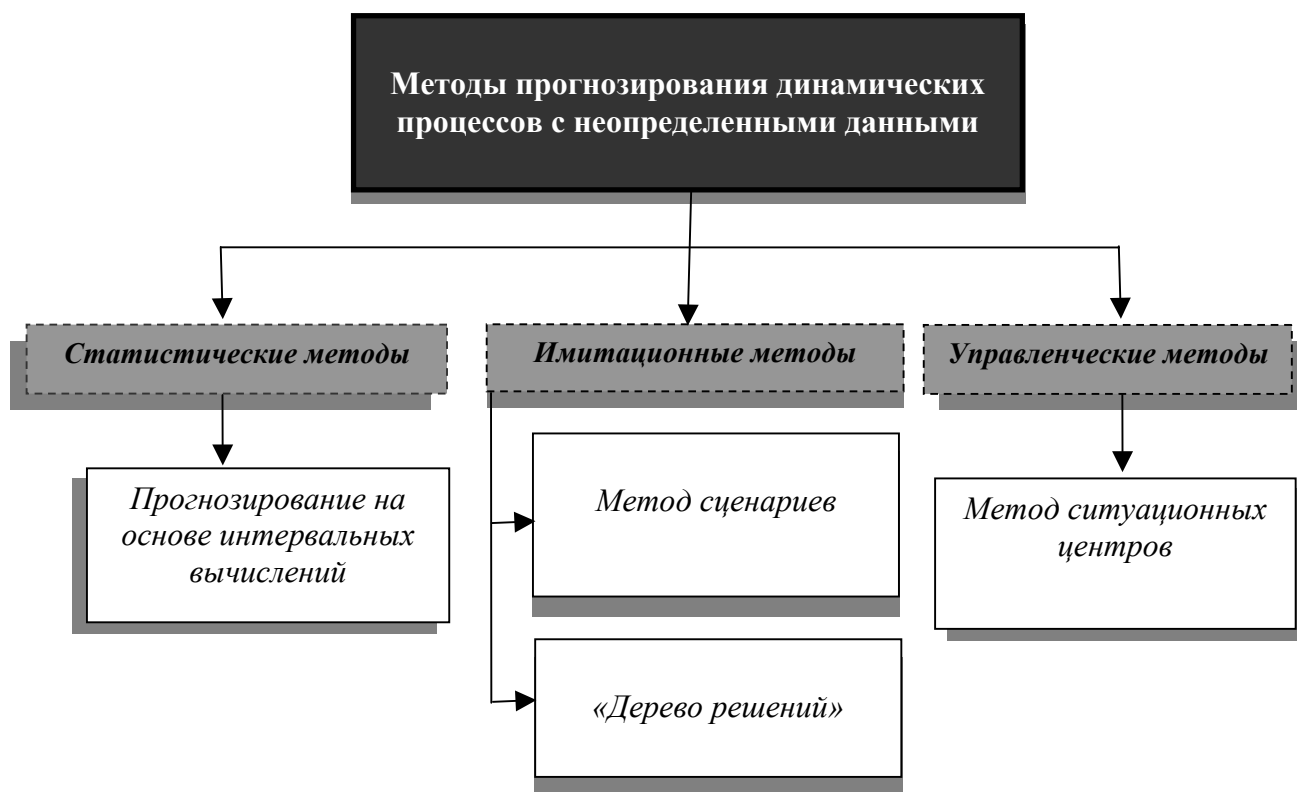 Методы прогнозирования динамических
процессов с неопределенными данными
Статистические методы
Имитационные методы
Управленческие методы
Прогнозирование на
основе интервальных
вычислений
Метод сценариев
«Дерево решений»
Метод ситуационных
центров